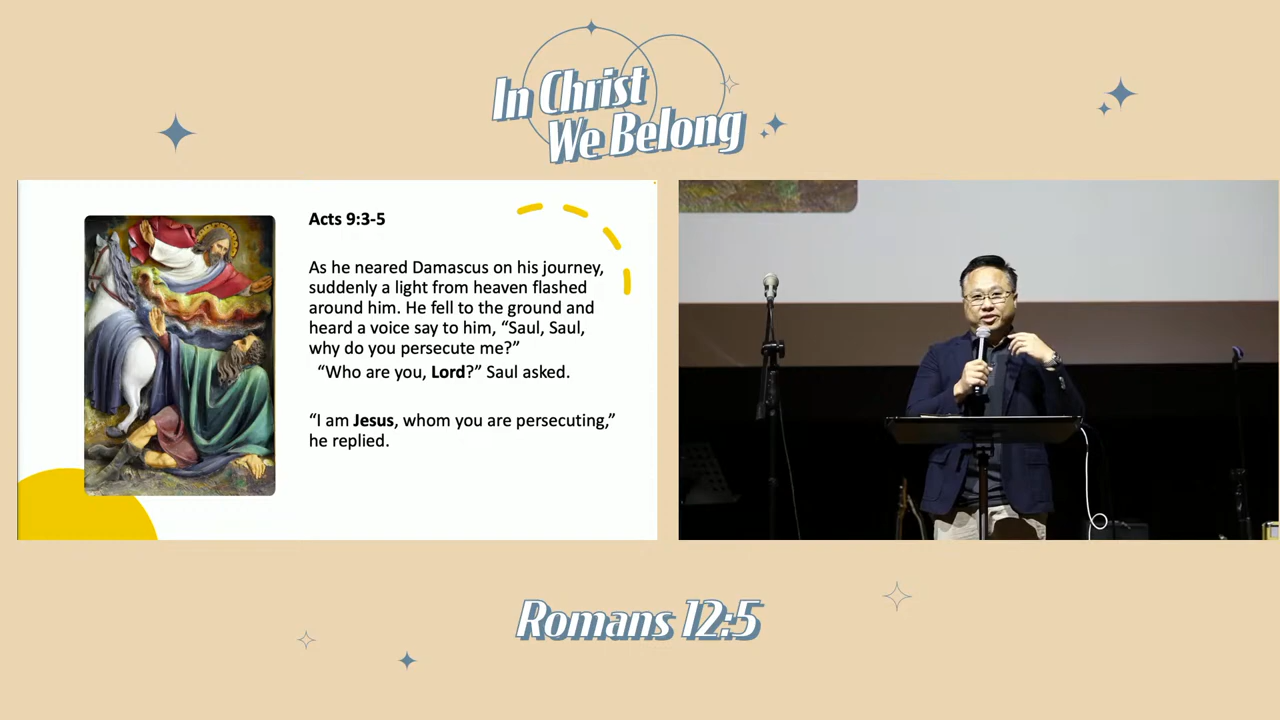 In Christ
We Belong
Acts 9:3-5
As he neared Damascus on his journey,
suddenly a light from heaven flashed
around him. He fell to the ground and
heard a voice say to him, “Saul, Saul,
why do you persecute me?”
“Who are you, Lord?” Saul asked.
“I am Jesus, whom you are persecuting,”
he replied.
Romans 12:5